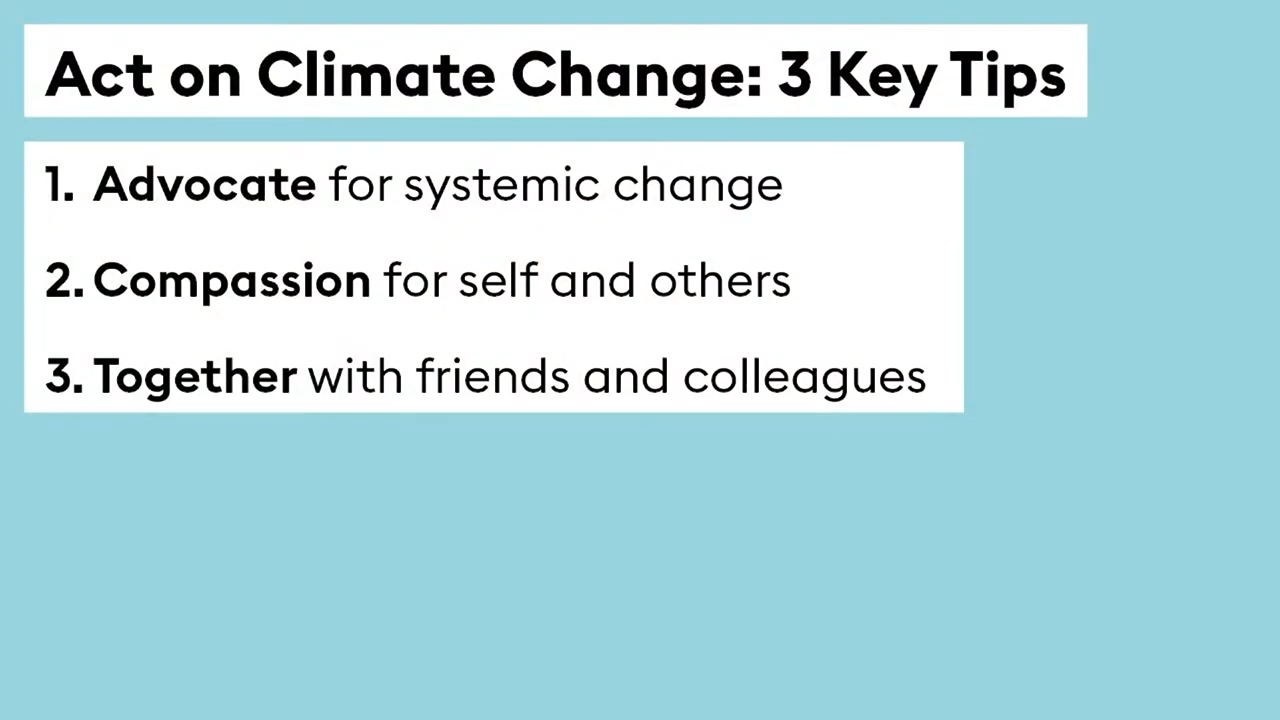 Act on Climate Change: 3 Key Tips
1. Advocate for systemic change
2. Compassion for self and others
3. Together with friends and colleagues